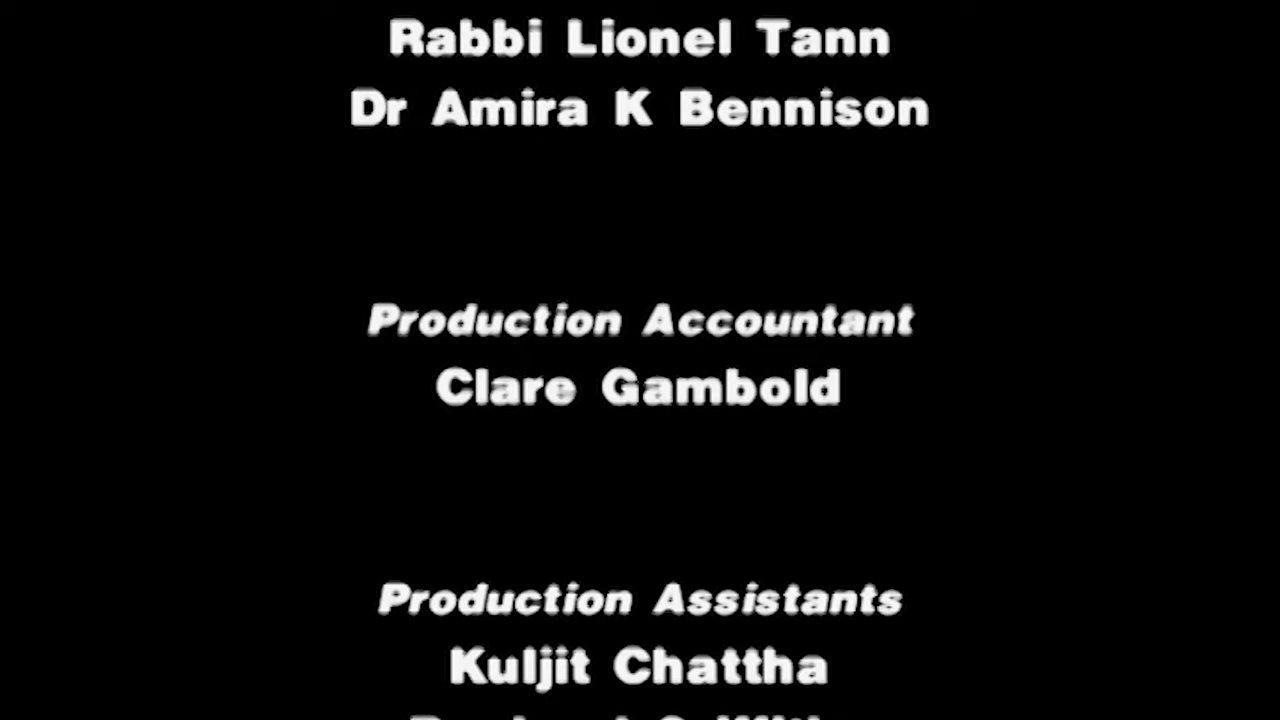 Rabbi Lionel Tann
Dr Amira K Bennison
Production Accountant
Clare Gambold
Production Assistants
Kuljit Chattha